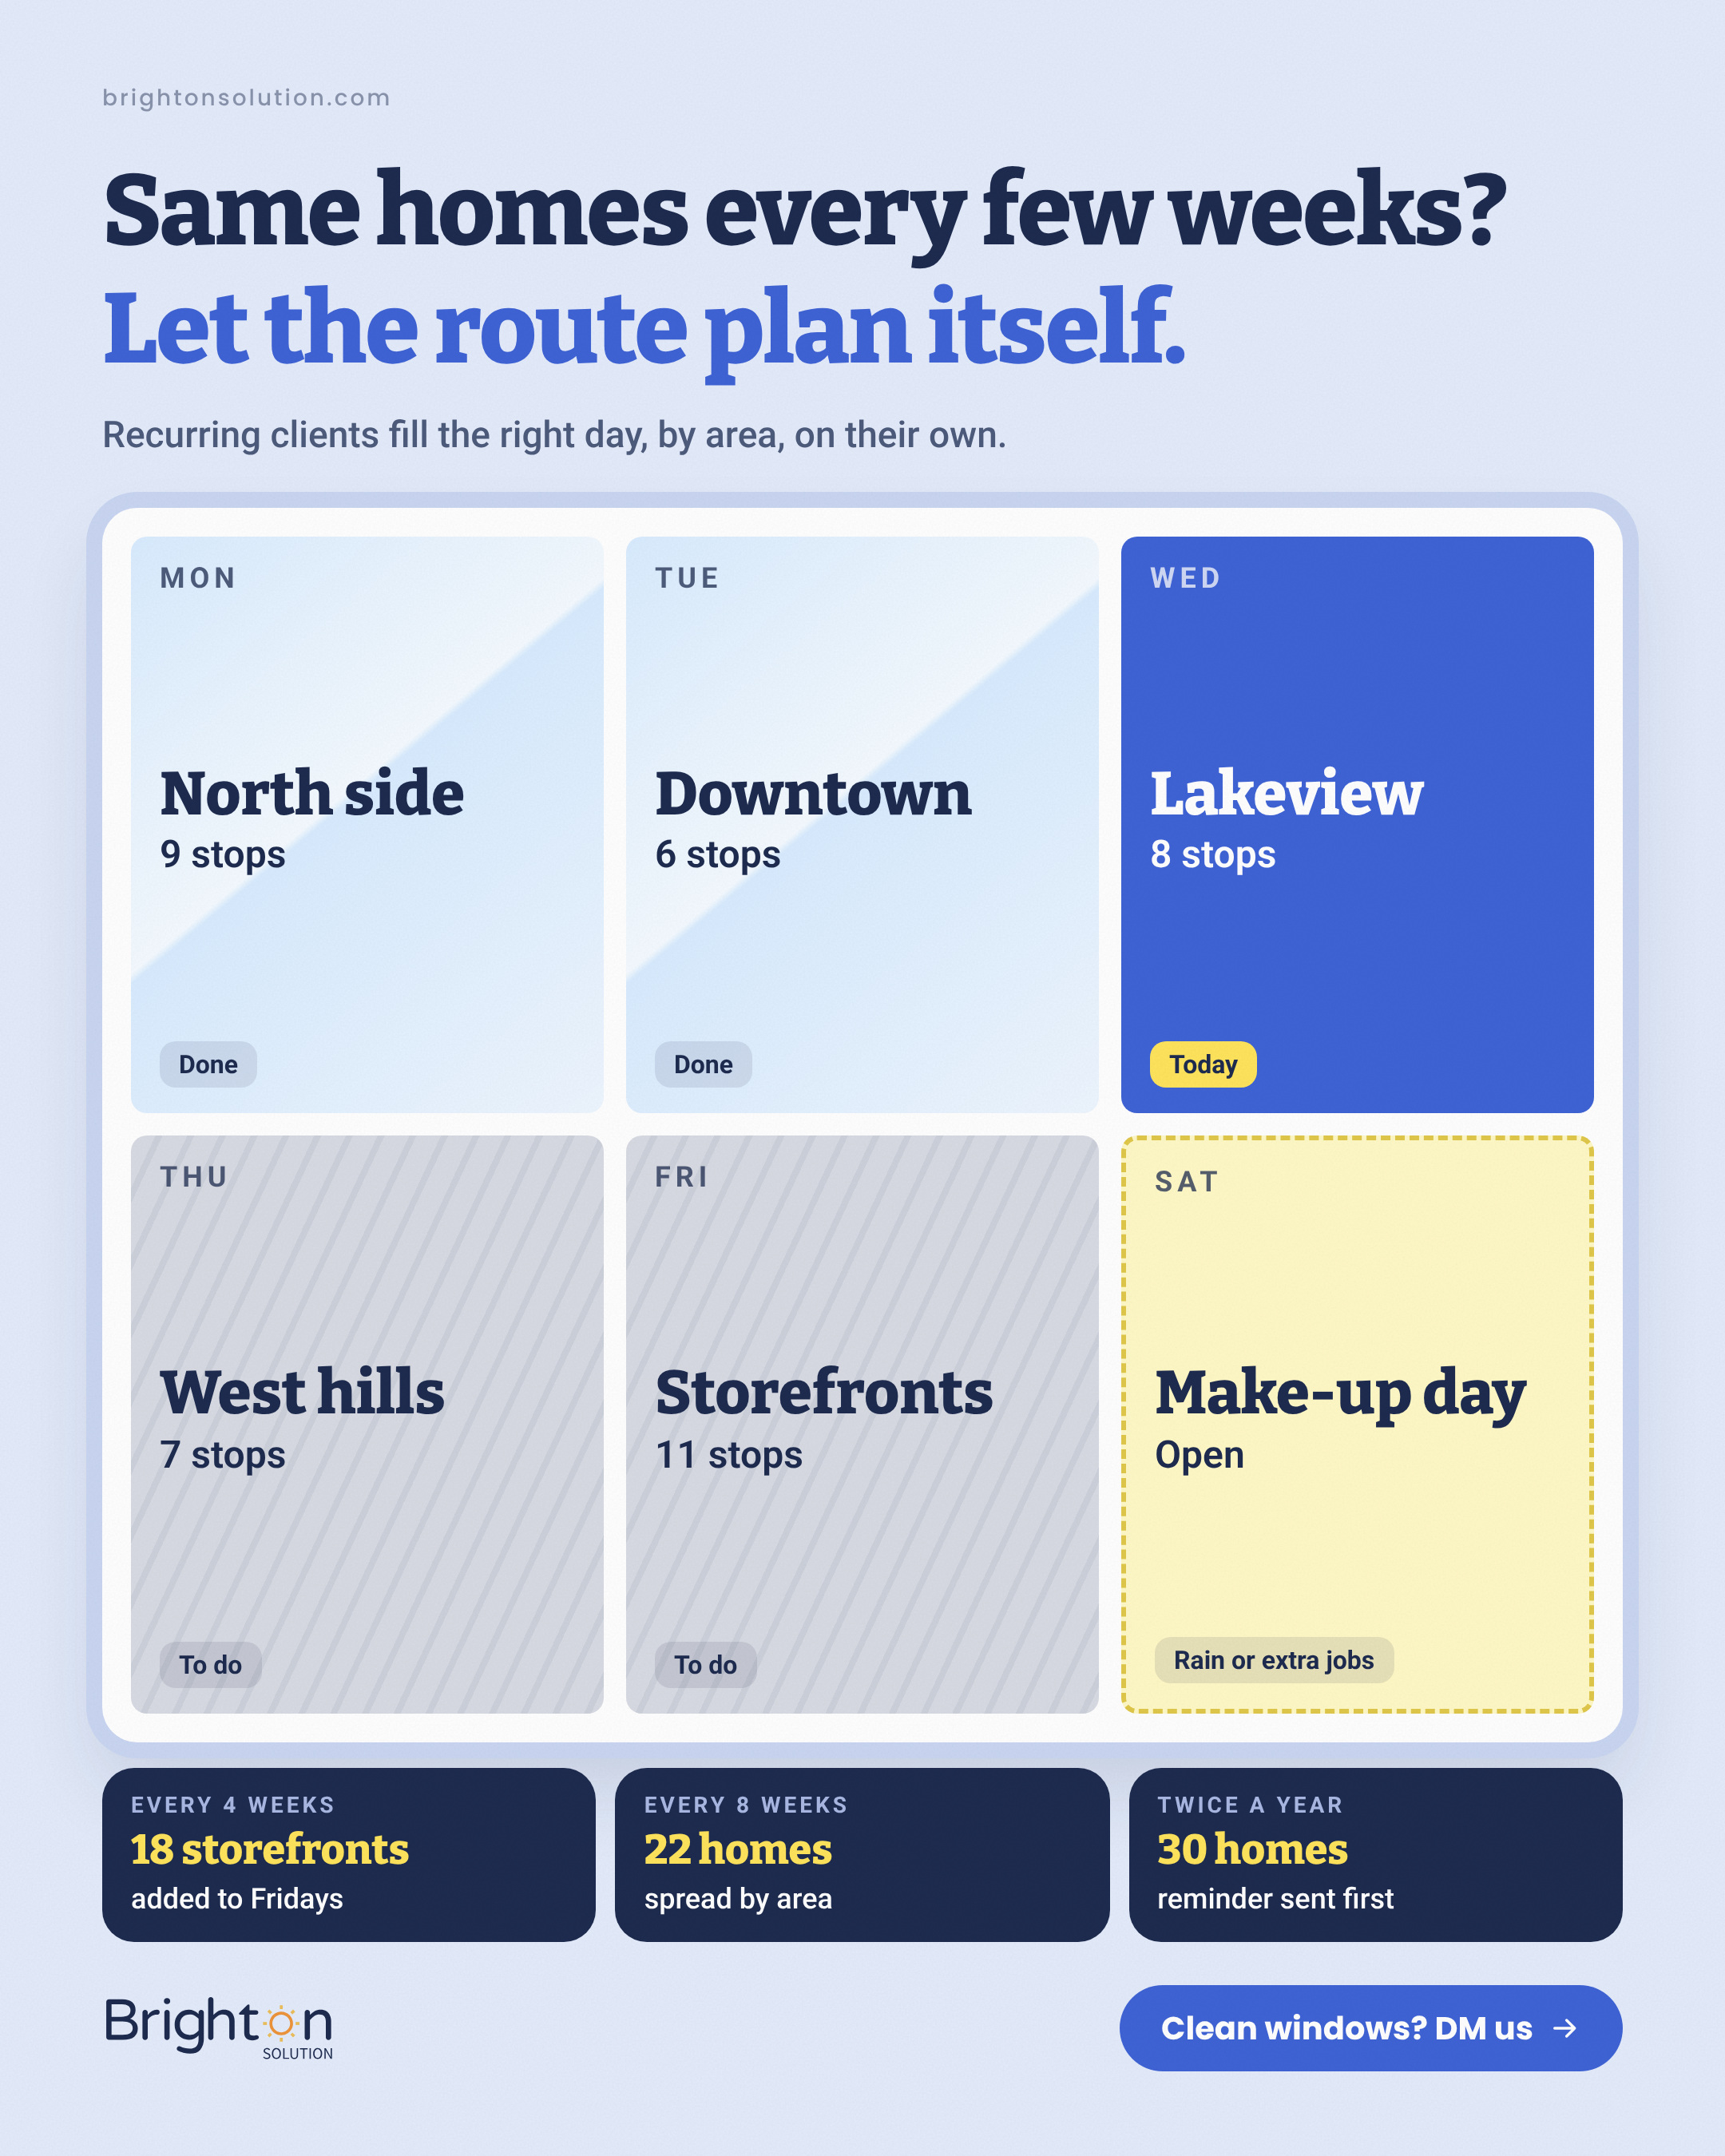 brightonsolution.com
Same homes every few weeks?
Let the route plan itself.
Recurring clients fill the right day, by area, on their own.
MON
North side
9 stops
Done
TUE
Downtown
6 stops
Done
WED
Lakeview
8 stops
Today
THU
West hills
7 stops
To do
FRI
Storefronts
11 stops
To do
SAT
Make-up day
Open
Rain or extra jobs
EVERY 4 WEEKS
18 storefronts
added to Fridays
EVERY 8 WEEKS
22 homes
spread by area
TWICE A YEAR
30 homes
reminder sent first
Brighton
SOLUTION
Clean windows? DM us →